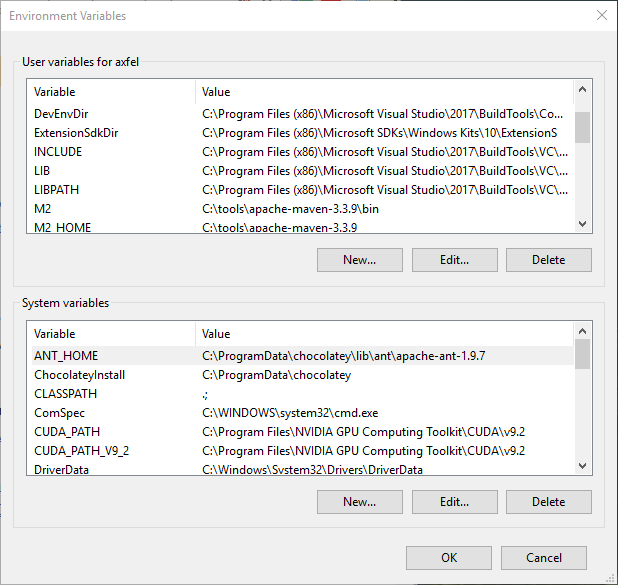 Environment Variables
User variables for axfel
Variable Value
DevEnvDir C:\Program Files (x86)\Microsoft Visual Studio\2017\BuildTools\Co...
ExtensionSdkDir C:\Program Files (x86)\Microsoft SDKs\Windows Kits\10\ExtensionS
INCLUDE C:\Program Files (x86)\Microsoft Visual Studio\2017\BuildTools\VC\...
LIB C:\Program Files (x86)\Microsoft Visual Studio\2017\BuildTools\VC\...
LIBPATH C:\Program Files (x86)\Microsoft Visual Studio\2017\BuildTools\VC\...
M2 C:\tools\apache-maven-3.3.9\bin
M2_HOME C:\tools\apache-maven-3.3.9
New... Edit... Delete
System variables
Variable Value
ANT_HOME C:\ProgramData\chocolatey\lib\ant\apache-ant-1.9.7
ChocolateyInstall C:\ProgramData\chocolatey
CLASSPATH .;
ComSpec C:\WINDOWS\system32\cmd.exe
CUDA_PATH C:\Program Files\NVIDIA GPU Computing Toolkit\CUDA\v9.2
CUDA_PATH_V9_2 C:\Program Files\NVIDIA GPU Computing Toolkit\CUDA\v9.2
DriverData C:\Windows\System32\Drivers\DriverData
New... Edit... Delete
OK Cancel